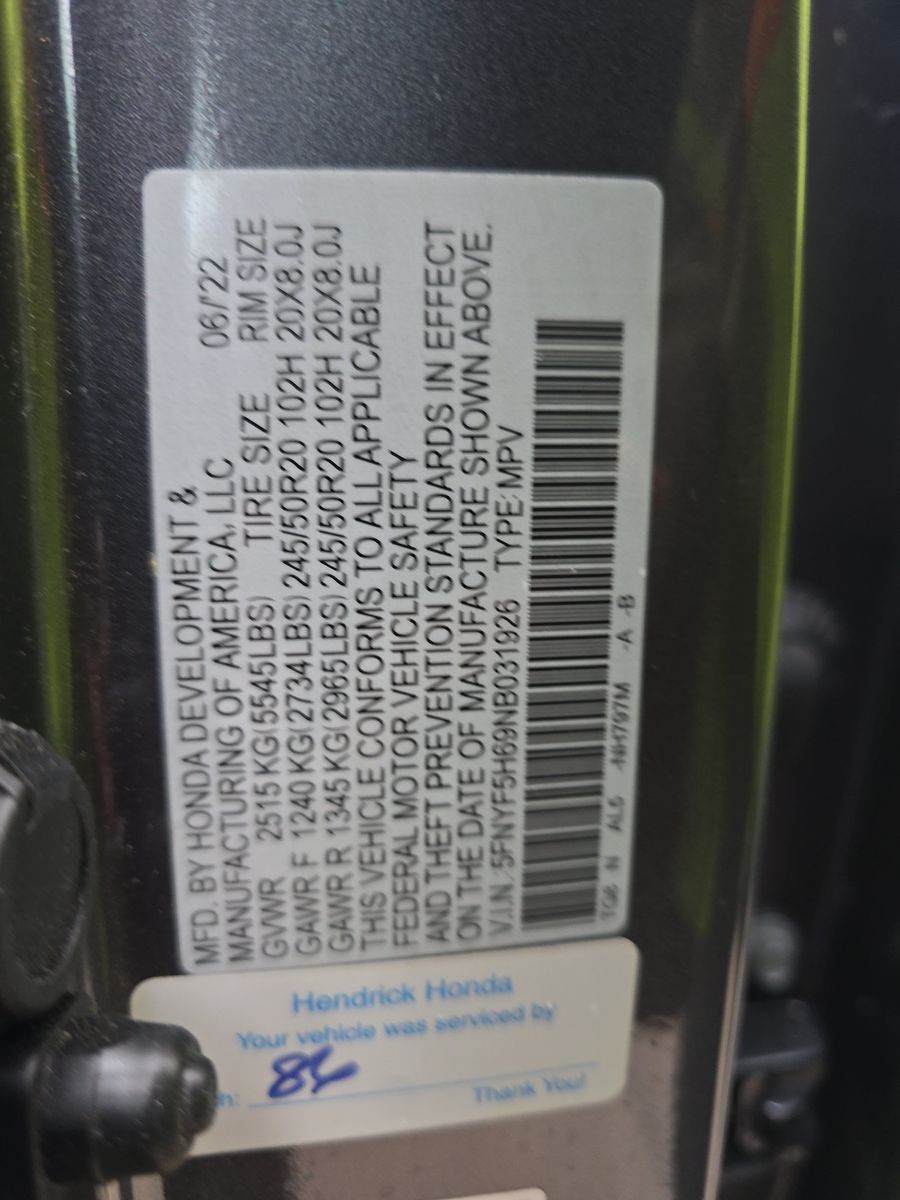 MFD. BY HONDA DEVELOPMENT &
MANUFACTURING OF AMERICA, LLC 06/'22
GVWR 2515 KG(5545LBS) TIRE SIZE RIM SIZE
GAWR F 1240 KG(2734LBS) 245/50R20 102H 20X8.0J
GAWR R 1345 KG(2965LBS) 245/50R20 102H 20X8.0J
THIS VEHICLE CONFORMS TO ALL APPLICABLE
FEDERAL MOTOR VEHICLE SAFETY
AND THEFT PREVENTION STANDARDS IN EFFECT
ON THE DATE OF MANUFACTURE SHOWN ABOVE.
V.I.N.:5FNYF5H69NB031926 TYPE:MPV
TG6 -N AL5 -NH797M -A -B
Hendrick Honda
Your vehicle was serviced by
h: 86
Thank You!